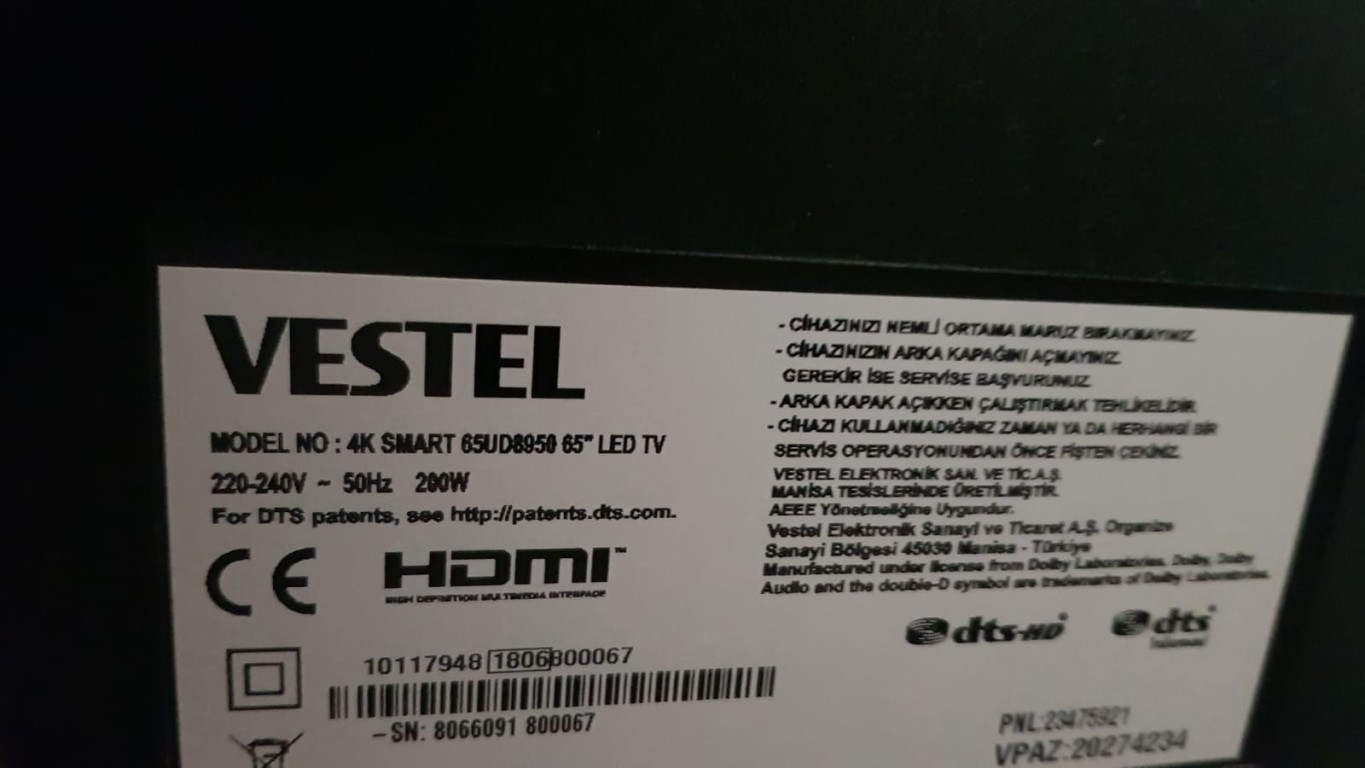 VESTEL
MODEL NO : 4K SMART 65UD8950 65" LED TV
220-240V ~ 50Hz 200W
For DTS patents, see http://patents.dts.com.
CE
HDMI™
HIGH DEFINITION MULTIMEDIA INTERFACE
10117948 1806800067
-SN: 8066091 800067
- CİHAZINIZI NEMLİ ORTAMA MARUZ BIRAKMAYINIZ.
- CİHAZINIZIN ARKA KAPAĞINI AÇMAYINIZ.
GEREKİR İSE SERVİSE BAŞVURUNUZ.
- ARKA KAPAK AÇIKKEN ÇALIŞTIRMAK TEHLİKELİDİR.
- CİHAZI KULLANMADIĞINIZ ZAMAN YA DA HERHANGİ BİR
SERVİS OPERASYONUNDAN ÖNCE FİŞTEN ÇEKİNİZ.
VESTEL ELEKTRONİK SAN. VE TİC.A.Ş.
MANİSA TESİSLERİNDE ÜRETİLMİŞTİR.
AEEE Yönetmeliğine Uygundur.
Vestel Elektronik Sanayi ve Ticaret A.Ş. Organize
Sanayi Bölgesi 45030 Manisa - Türkiye
Manufactured under license from Dolby Laboratories. Dolby, Dolby
Audio and the double-D symbol are trademarks of Dolby Laboratories.
dts-HD
dts
PNL:23475921
VPAZ:20274234